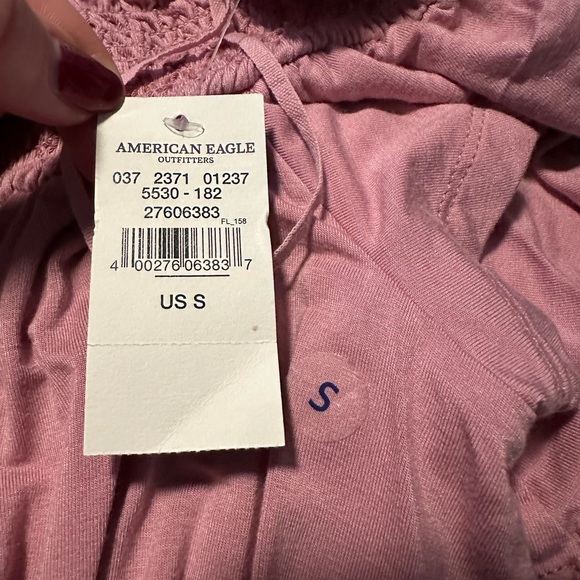 AMERICAN EAGLE
OUTFITTERS
037 2371 01237
5530 - 182
27606383
FL_158
4 00276 06383 7
US S
S